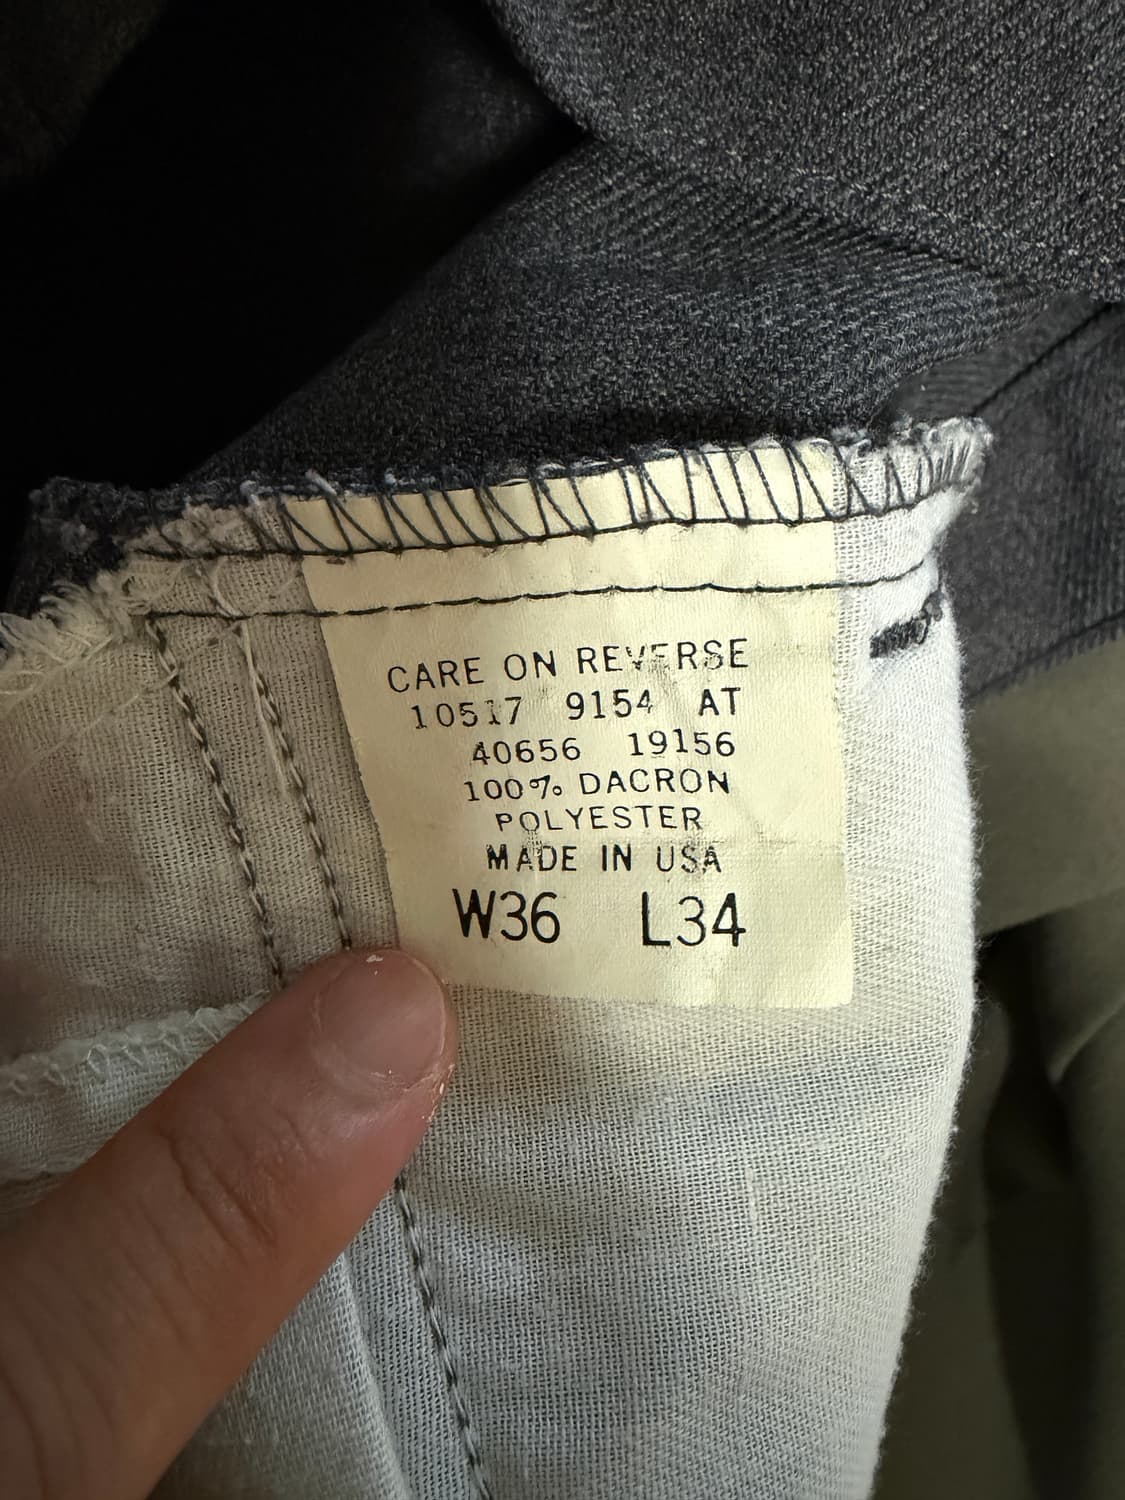 CARE ON REVERSE
10517 9154 AT
40656 19156
100% DACRON
POLYESTER
MADE IN USA
W36 L34